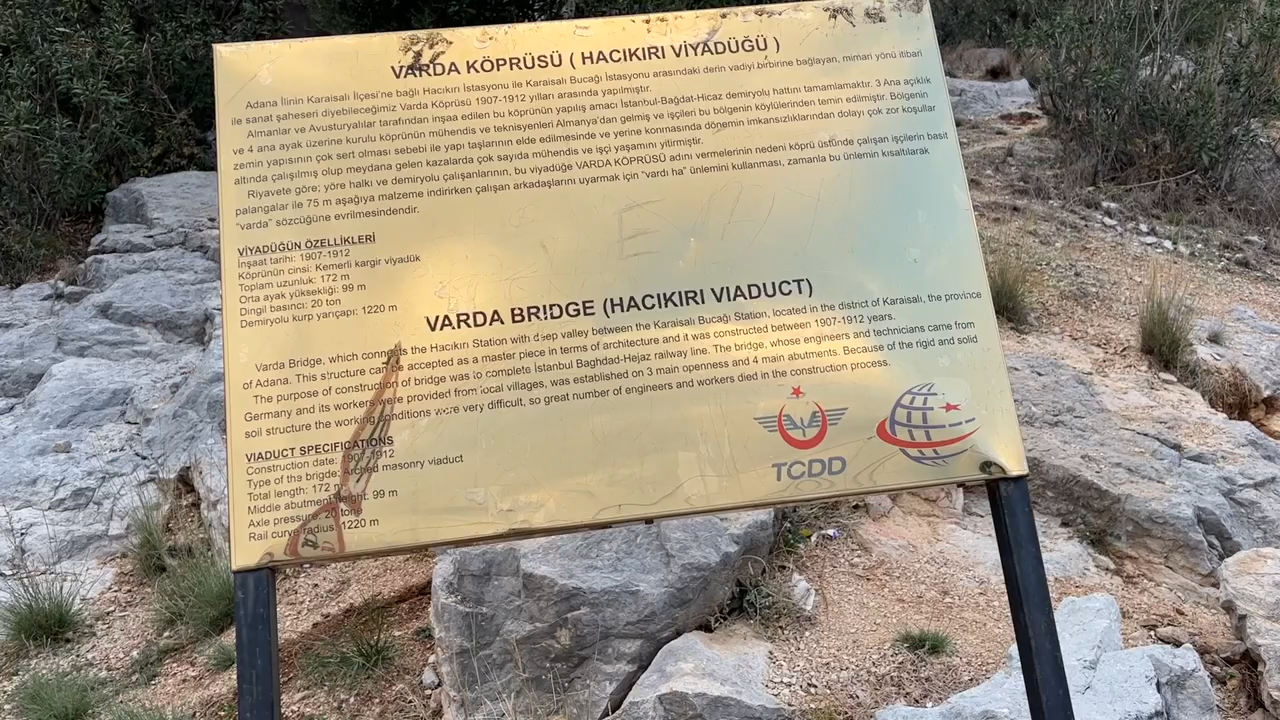 VARDA KÖPRÜSÜ ( HACIKIRI VİYADÜĞÜ )
Adana İlinin Karaisalı İlçesi'ne bağlı Hacıkırı İstasyonu ile Karaisalı Bucağı İstasyonu arasındaki derin vadiyi birbirine bağlayan, mimari yönü itibari
ile sanat şaheseri diyebileceğimiz Varda Köprüsü 1907-1912 yılları arasında yapılmıştır.
Almanlar ve Avusturyalılar tarafından inşaa edilen bu köprünün yapılış amacı İstanbul-Bağdat-Hicaz demiryolu hattını tamamlamaktır. 3 Ana açıklık
ve 4 ana ayak üzerine kurulu köprünün mühendis ve teknisyenleri Almanya'dan gelmiş ve işçileri bu bölgenin köylülerinden temin edilmiştir. Bölgenin
zemin yapısının çok sert olması sebebi ile yapı taşlarının elde edilmesinde ve yerine konmasında dönemin imkansızlıklarından dolayı çok zor koşullar
altında çalışılmış olup meydana gelen kazalarda çok sayıda mühendis ve işçi yaşamını yitirmiştir.
Riyavete göre; yöre halkı ve demiryolu çalışanlarının, bu viyadüğe VARDA KÖPRÜSÜ adını vermelerinin nedeni köprü üstünde çalışan işçilerin basit
palangalar ile 75 m aşağıya malzeme indirirken çalışan arkadaşlarını uyarmak için "vardı ha" ünlemini kullanması, zamanla bu ünlemin kısaltılarak
"varda" sözcüğüne evrilmesindendir.
VİYADÜĞÜN ÖZELLİKLERİ
İnşaat tarihi: 1907-1912
Köprünün cinsi: Kemerli kargir viyadük
Toplam uzunluk: 172 m
Orta ayak yüksekliği: 99 m
Dingil basıncı: 20 ton
Demiryolu kurp yarıçapı: 1220 m
VARDA BRIDGE (HACIKIRI VIADUCT)
Varda Bridge, which connects the Hacıkırı Station with deep valley between the Karaisalı Bucağı Station, located in the district of Karaisalı, the province
of Adana. This structure can be accepted as a master piece in terms of architecture and it was constructed between 1907-1912 years.
The purpose of construction of bridge was to complete İstanbul Baghdad-Hejaz railway line. The bridge, whose engineers and technicians came from
Germany and its workers were provided from local villages, was established on 3 main openness and 4 main abutments. Because of the rigid and solid
soil structure the working conditions were very difficult, so great number of engineers and workers died in the construction process.
VIADUCT SPECIFICATIONS
Construction date: 1907-1912
Type of the brigde: Arched masonry viaduct
Total length: 172 m
Middle abutment height: 99 m
Axle pressure: 20 tone
Rail curve radius: 1220 m
TCDD